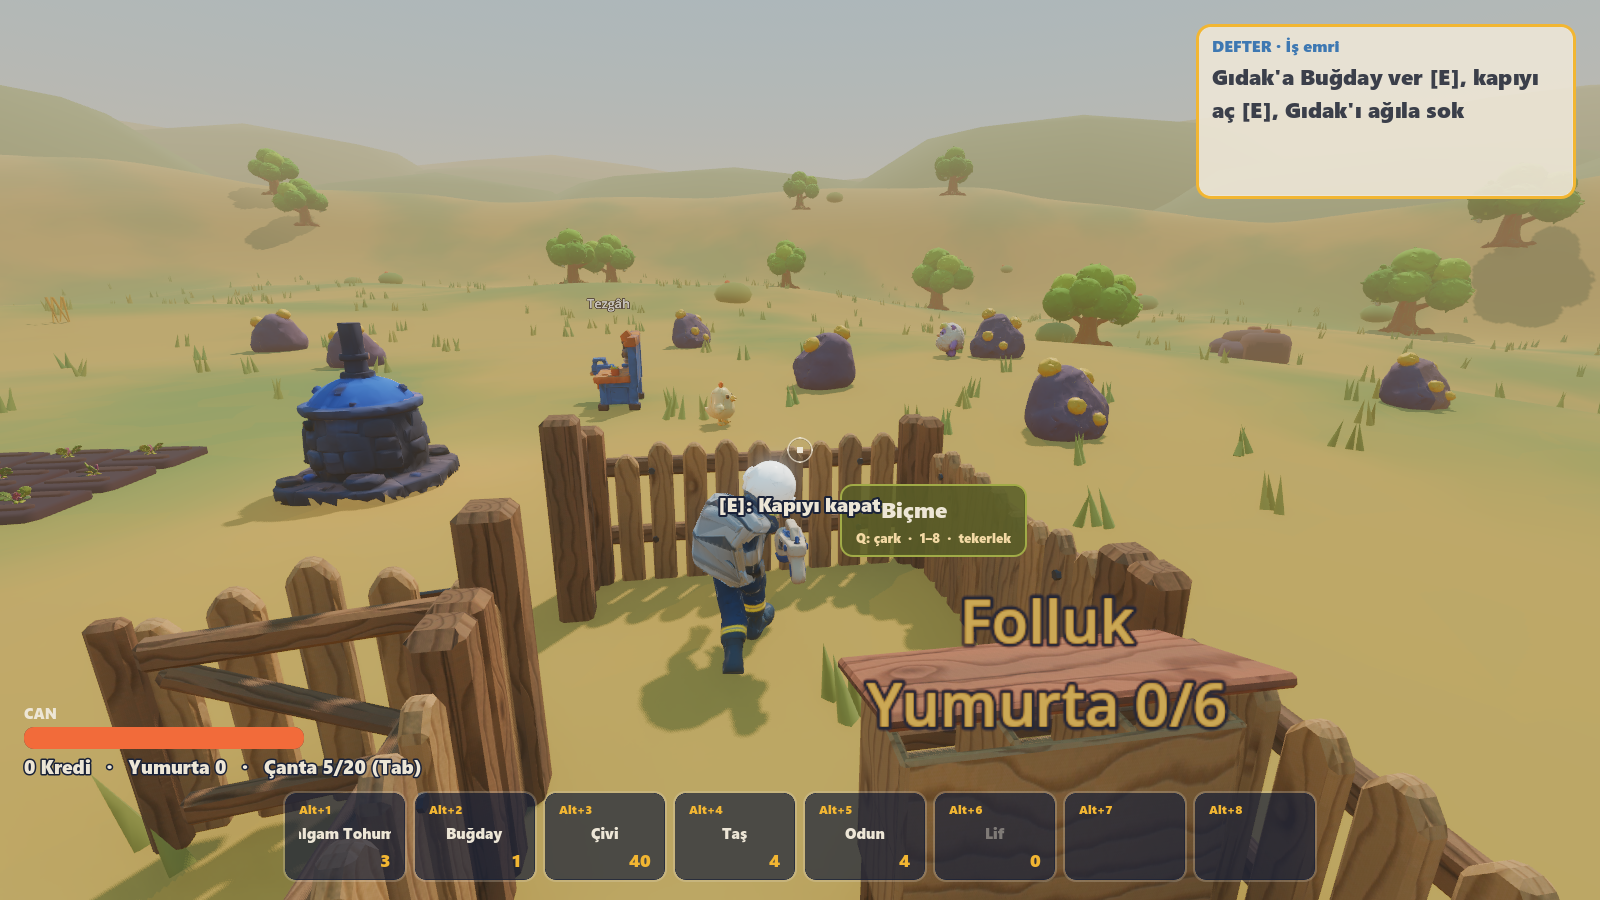 DEFTER · İş emri
Gıdak'a Buğday ver [E], kapıyı
aç [E], Gıdak'ı ağıla sok
Tezgâh
[E]: Kapıyı kapat
Biçme
Q: çark · 1–8 · tekerlek
Folluk
Yumurta 0/6
CAN
0 Kredi · Yumurta 0 · Çanta 5/20 (Tab)
Alt+1
lgam Tohum
3
Alt+2
Buğday
1
Alt+3
Çivi
40
Alt+4
Taş
4
Alt+5
Odun
4
Alt+6
Lif
0
Alt+7
Alt+8